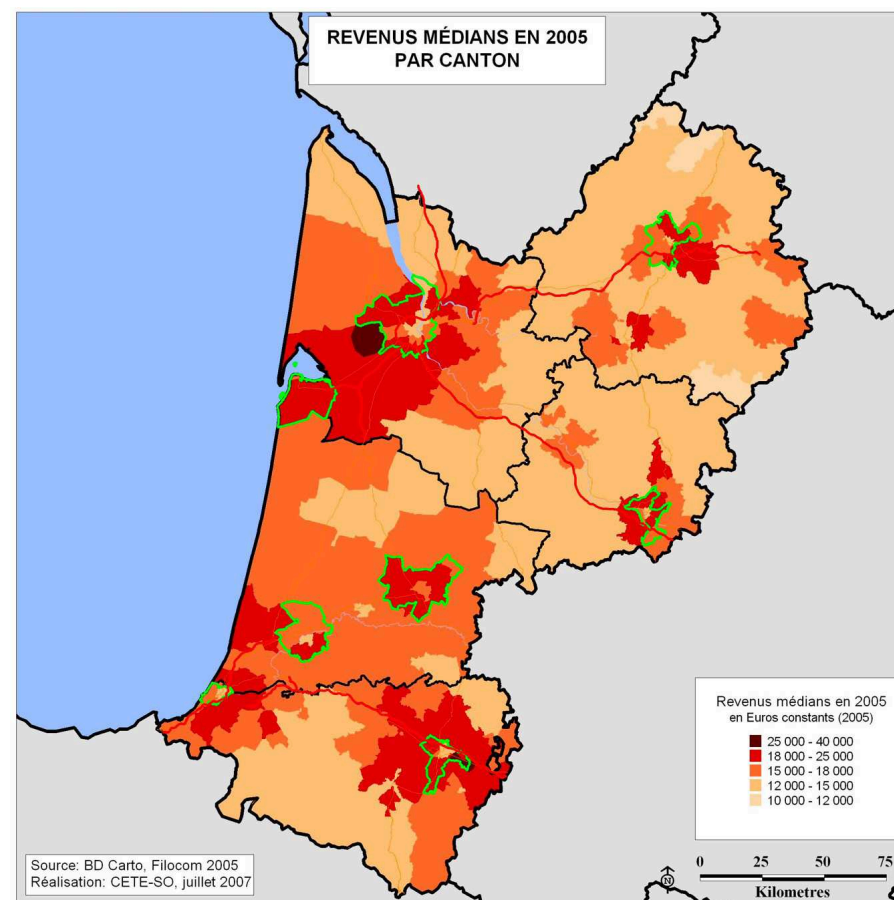 REVENUS MÉDIANS EN 2005
PAR CANTON
Revenus médians en 2005
en Euros constants (2005)
25 000 - 40 000
18 000 - 25 000
15 000 - 18 000
12 000 - 15 000
10 000 - 12 000
N
0 25 50 75
Kilometres
Source: BD Carto, Filocom 2005
Réalisation: CETE-SO, juillet 2007